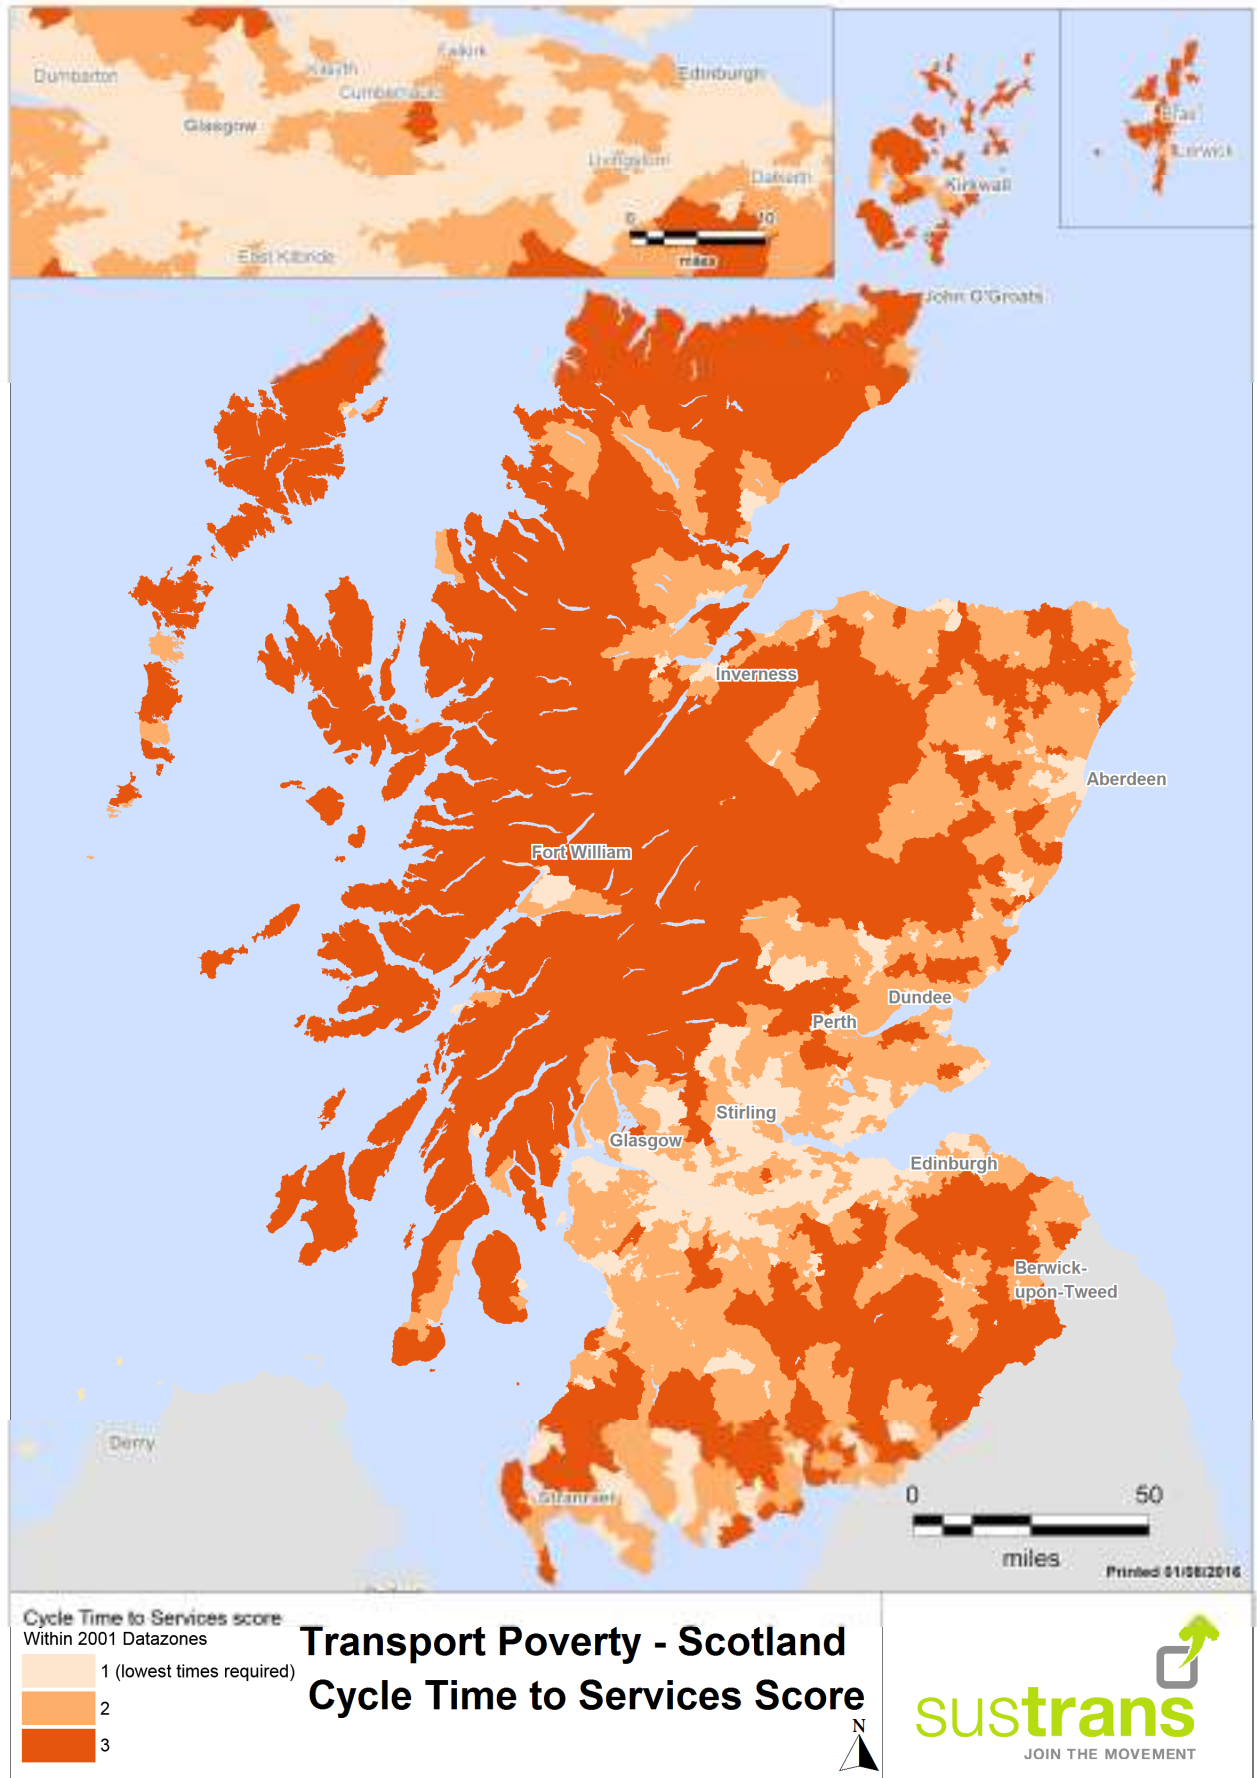 Dumbarton
Kilsyth
Falkirk
Cumbernauld
Edinburgh
Glasgow
Livingston
Dalkeith
East Kilbride
0 10
miles
Kirkwall
Brae
Lerwick
John O'Groats
Inverness
Aberdeen
Fort William
Dundee
Perth
Stirling
Glasgow
Edinburgh
Berwick-
upon-Tweed
Derry
Stranraer
0 50
miles
Printed 01/08/2016
Cycle Time to Services score
Within 2001 Datazones
1 (lowest times required)
2
3
Transport Poverty - Scotland
Cycle Time to Services Score
N
sustrans
JOIN THE MOVEMENT